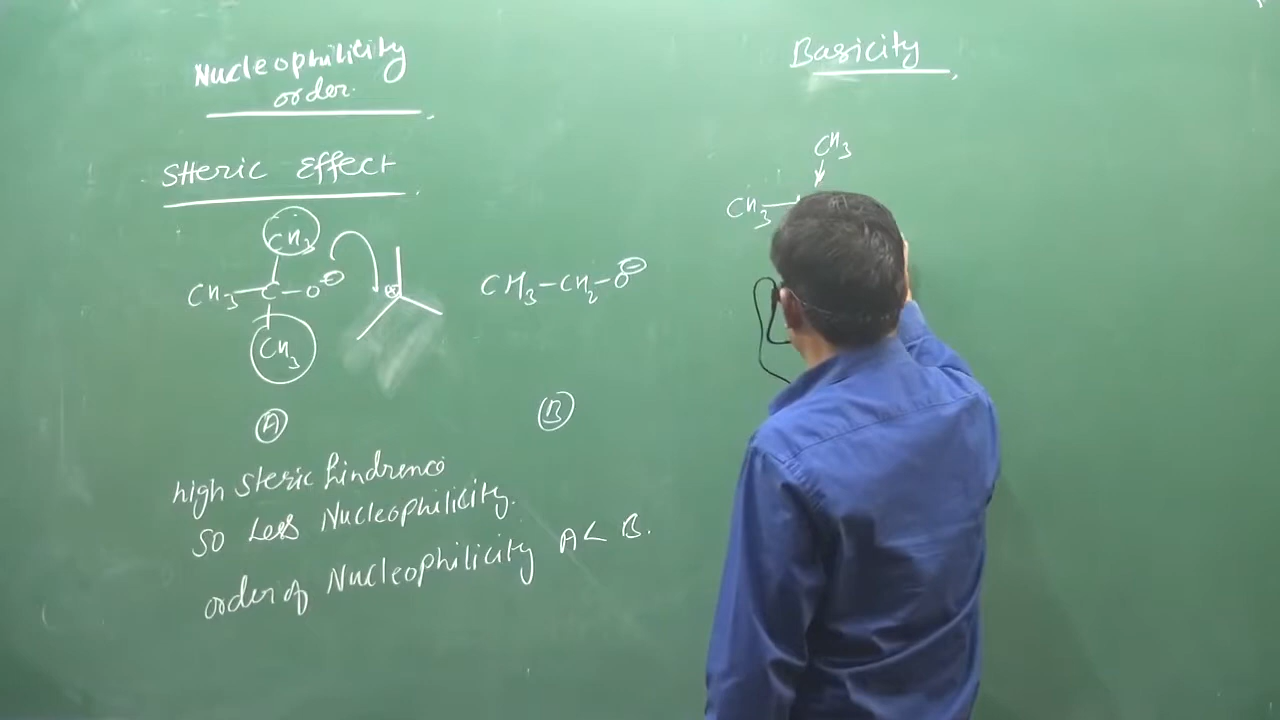 Nucleophilicity
order.
Steric Effect
CH3
CH3-C-O⊖
CH3
CH3-CH2-O⊖
A
B
high Steric hindrence
so Less Nucleophilicity.
order of Nucleophilicity A< B.
Basicity
CH3
CH3